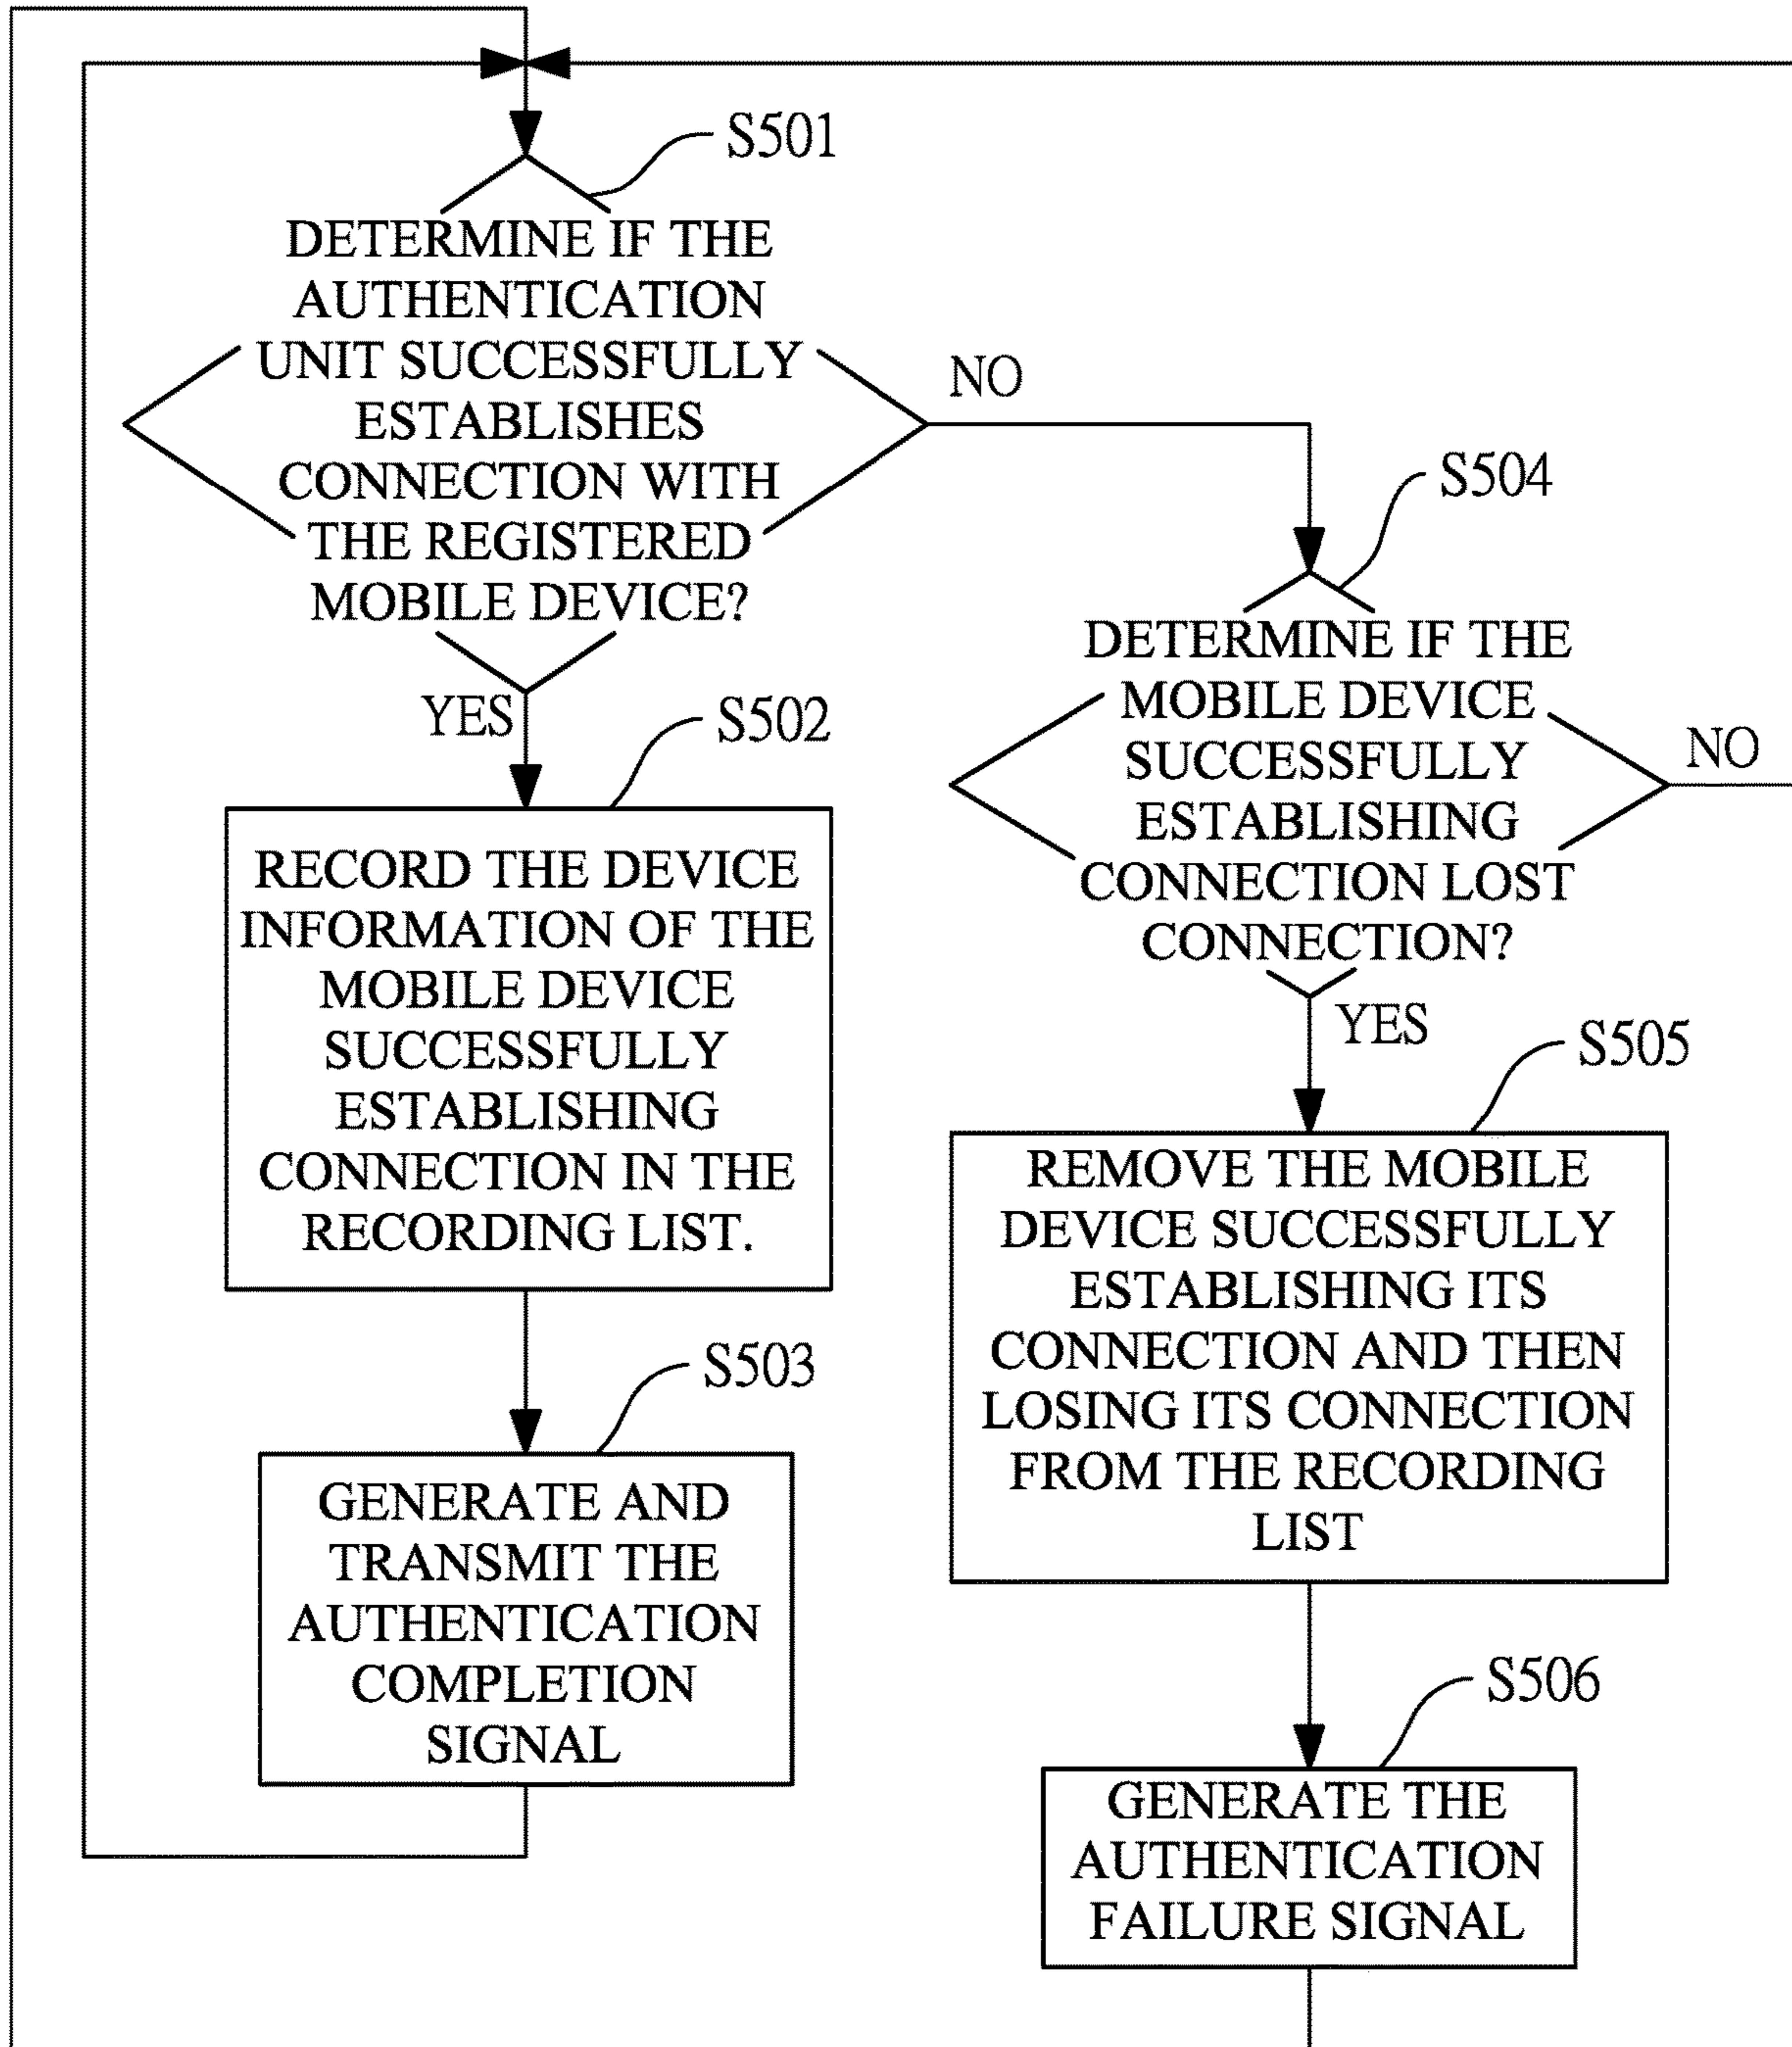 S501
DETERMINE IF THE
AUTHENTICATION
UNIT SUCCESSFULLY
ESTABLISHES
CONNECTION WITH
THE REGISTERED
MOBILE DEVICE?
NO
YES
S502
RECORD THE DEVICE
INFORMATION OF THE
MOBILE DEVICE
SUCCESSFULLY
ESTABLISHING
CONNECTION IN THE
RECORDING LIST.
S503
GENERATE AND
TRANSMIT THE
AUTHENTICATION
COMPLETION
SIGNAL
S504
DETERMINE IF THE
MOBILE DEVICE
SUCCESSFULLY
ESTABLISHING
CONNECTION LOST
CONNECTION?
NO
YES
S505
REMOVE THE MOBILE
DEVICE SUCCESSFULLY
ESTABLISHING ITS
CONNECTION AND THEN
LOSING ITS CONNECTION
FROM THE RECORDING
LIST
S506
GENERATE THE
AUTHENTICATION
FAILURE SIGNAL